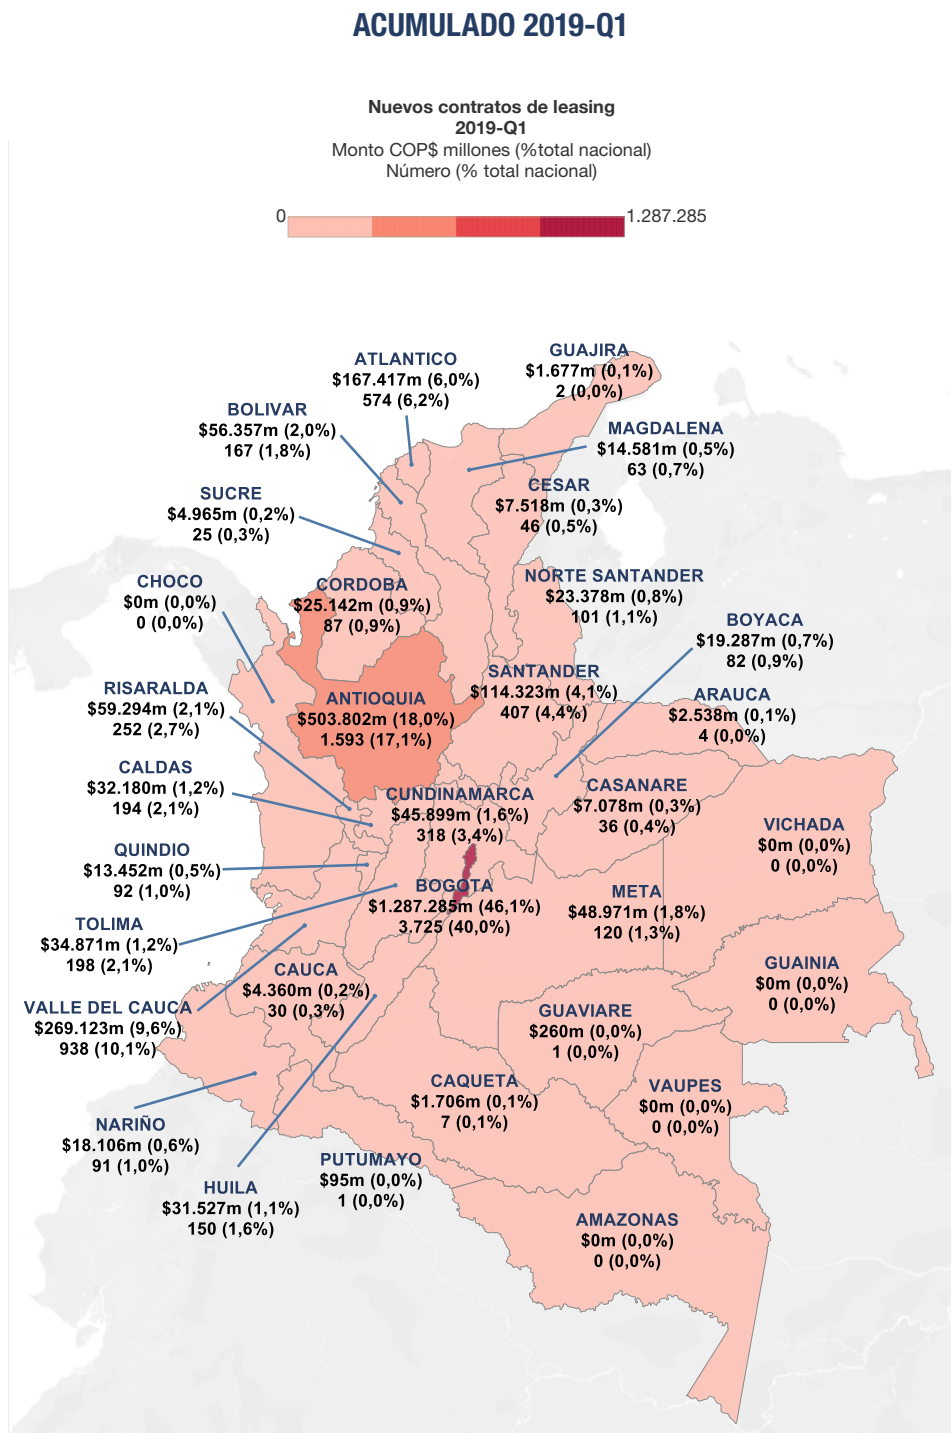 ACUMULADO 2019-Q1
Nuevos contratos de leasing
2019-Q1
Monto COP$ millones (%total nacional)
Número (% total nacional)
0
1.287.285
ATLANTICO
$167.417m (6,0%)
574 (6,2%)
GUAJIRA
$1.677m (0,1%)
2 (0,0%)
BOLIVAR
$56.357m (2,0%)
167 (1,8%)
MAGDALENA
$14.581m (0,5%)
63 (0,7%)
SUCRE
$4.965m (0,2%)
25 (0,3%)
CESAR
$7.518m (0,3%)
46 (0,5%)
CHOCO
$0m (0,0%)
0 (0,0%)
CORDOBA
$25.142m (0,9%)
87 (0,9%)
NORTE SANTANDER
$23.378m (0,8%)
101 (1,1%)
BOYACA
$19.287m (0,7%)
82 (0,9%)
RISARALDA
$59.294m (2,1%)
252 (2,7%)
ANTIOQUIA
$503.802m (18,0%)
1.593 (17,1%)
SANTANDER
$114.323m (4,1%)
407 (4,4%)
ARAUCA
$2.538m (0,1%)
4 (0,0%)
CALDAS
$32.180m (1,2%)
194 (2,1%)
CUNDINAMARCA
$45.899m (1,6%)
318 (3,4%)
CASANARE
$7.078m (0,3%)
36 (0,4%)
VICHADA
$0m (0,0%)
0 (0,0%)
QUINDIO
$13.452m (0,5%)
92 (1,0%)
BOGOTA
$1.287.285m (46,1%)
3.725 (40,0%)
META
$48.971m (1,8%)
120 (1,3%)
TOLIMA
$34.871m (1,2%)
198 (2,1%)
CAUCA
$4.360m (0,2%)
30 (0,3%)
GUAINIA
$0m (0,0%)
0 (0,0%)
VALLE DEL CAUCA
$269.123m (9,6%)
938 (10,1%)
GUAVIARE
$260m (0,0%)
1 (0,0%)
CAQUETA
$1.706m (0,1%)
7 (0,1%)
VAUPES
$0m (0,0%)
0 (0,0%)
NARIÑO
$18.106m (0,6%)
91 (1,0%)
PUTUMAYO
$95m (0,0%)
1 (0,0%)
HUILA
$31.527m (1,1%)
150 (1,6%)
AMAZONAS
$0m (0,0%)
0 (0,0%)